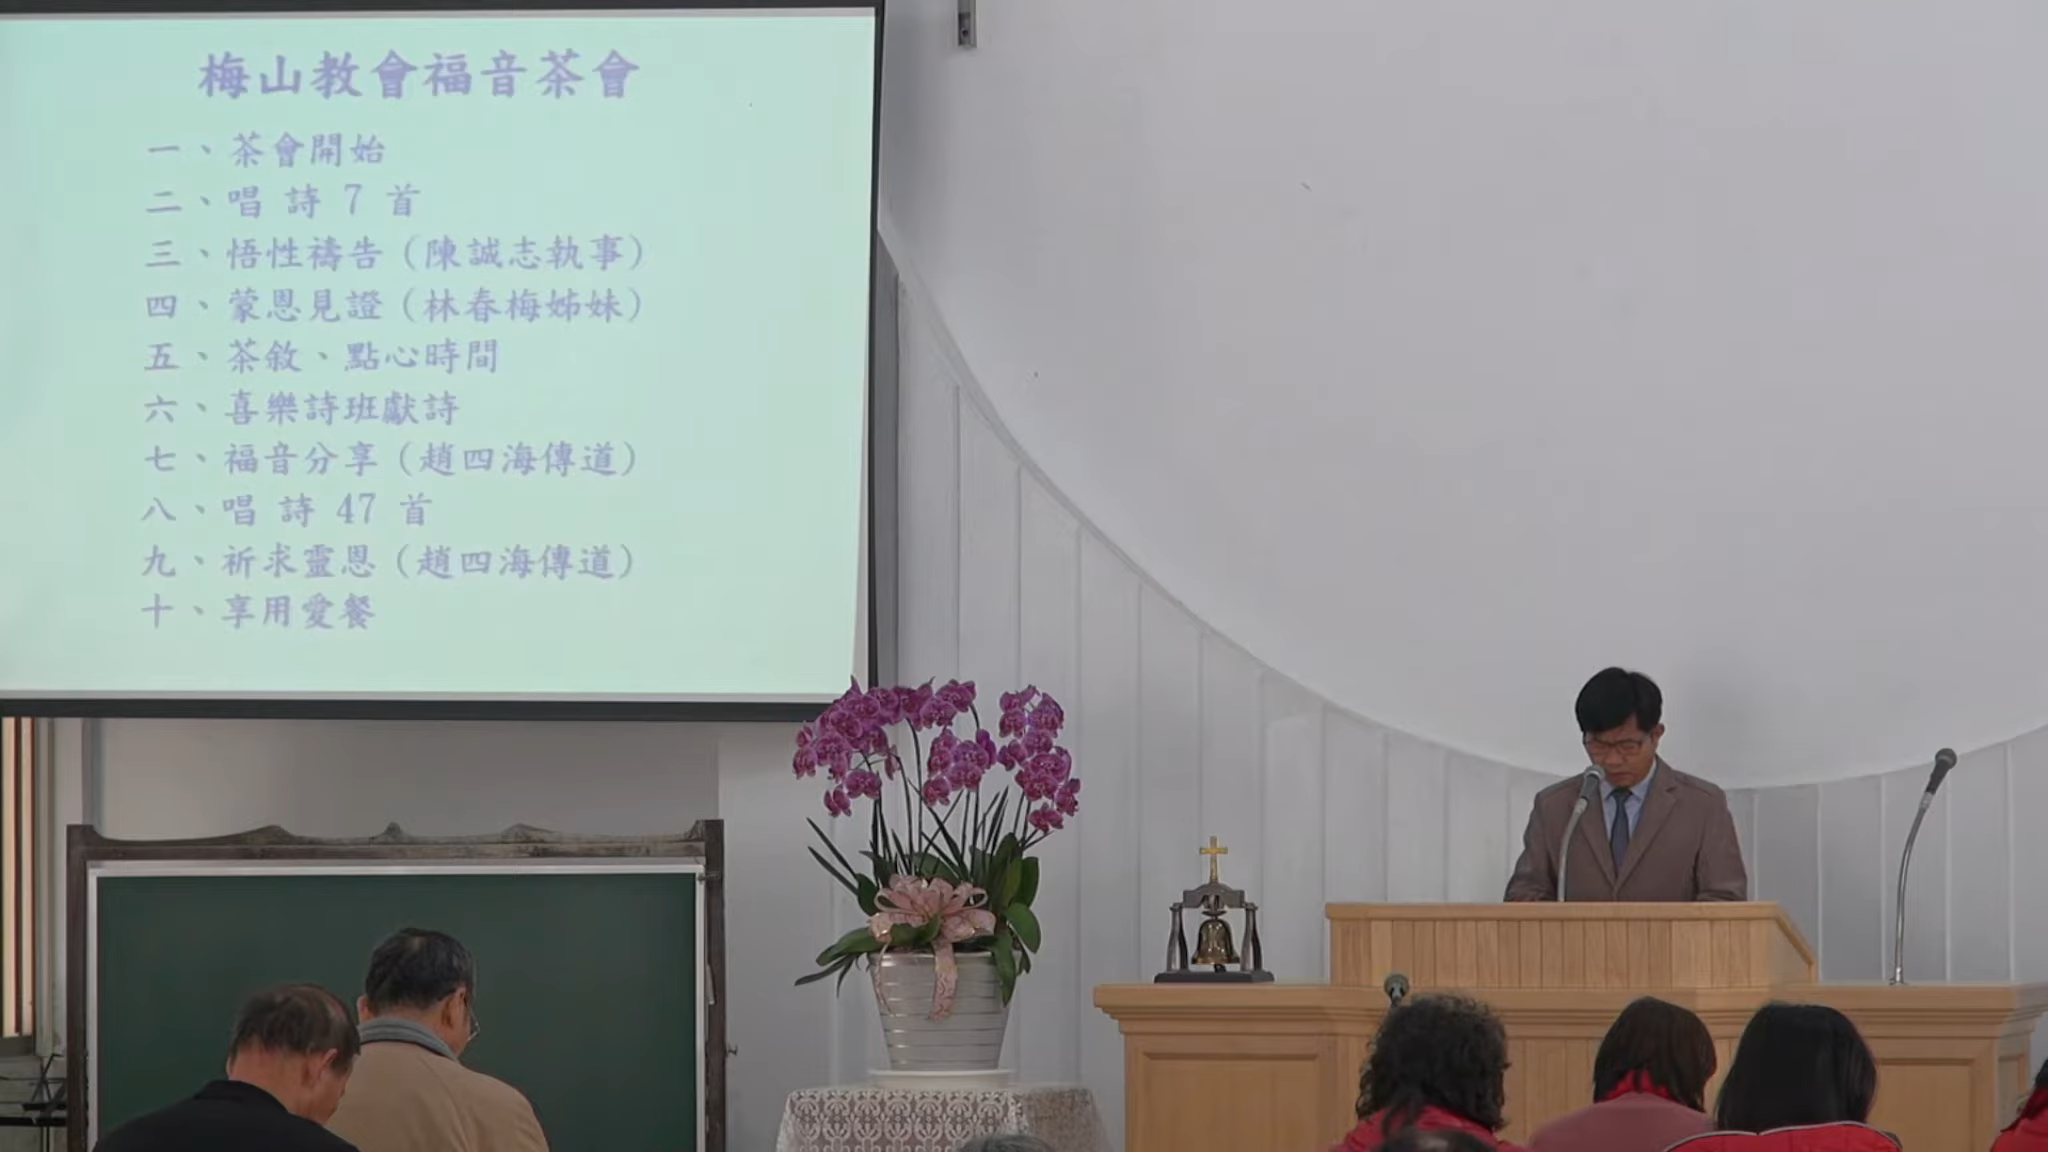 梅山教會福音茶會
一、茶會開始
二、唱 詩 7 首
三、悟性禱告（陳誠志執事）
四、蒙恩見證（林春梅姊妹）
五、茶敘、點心時間
六、喜樂詩班獻詩
七、福音分享（趙四海傳道）
八、唱 詩 47 首
九、祈求靈恩（趙四海傳道）
十、享用愛餐